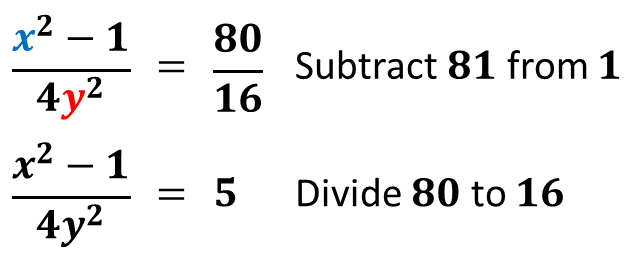 x² − 1 / 4y² = 80 / 16 Subtract 81 from 1
x² − 1 / 4y² = 5 Divide 80 to 16